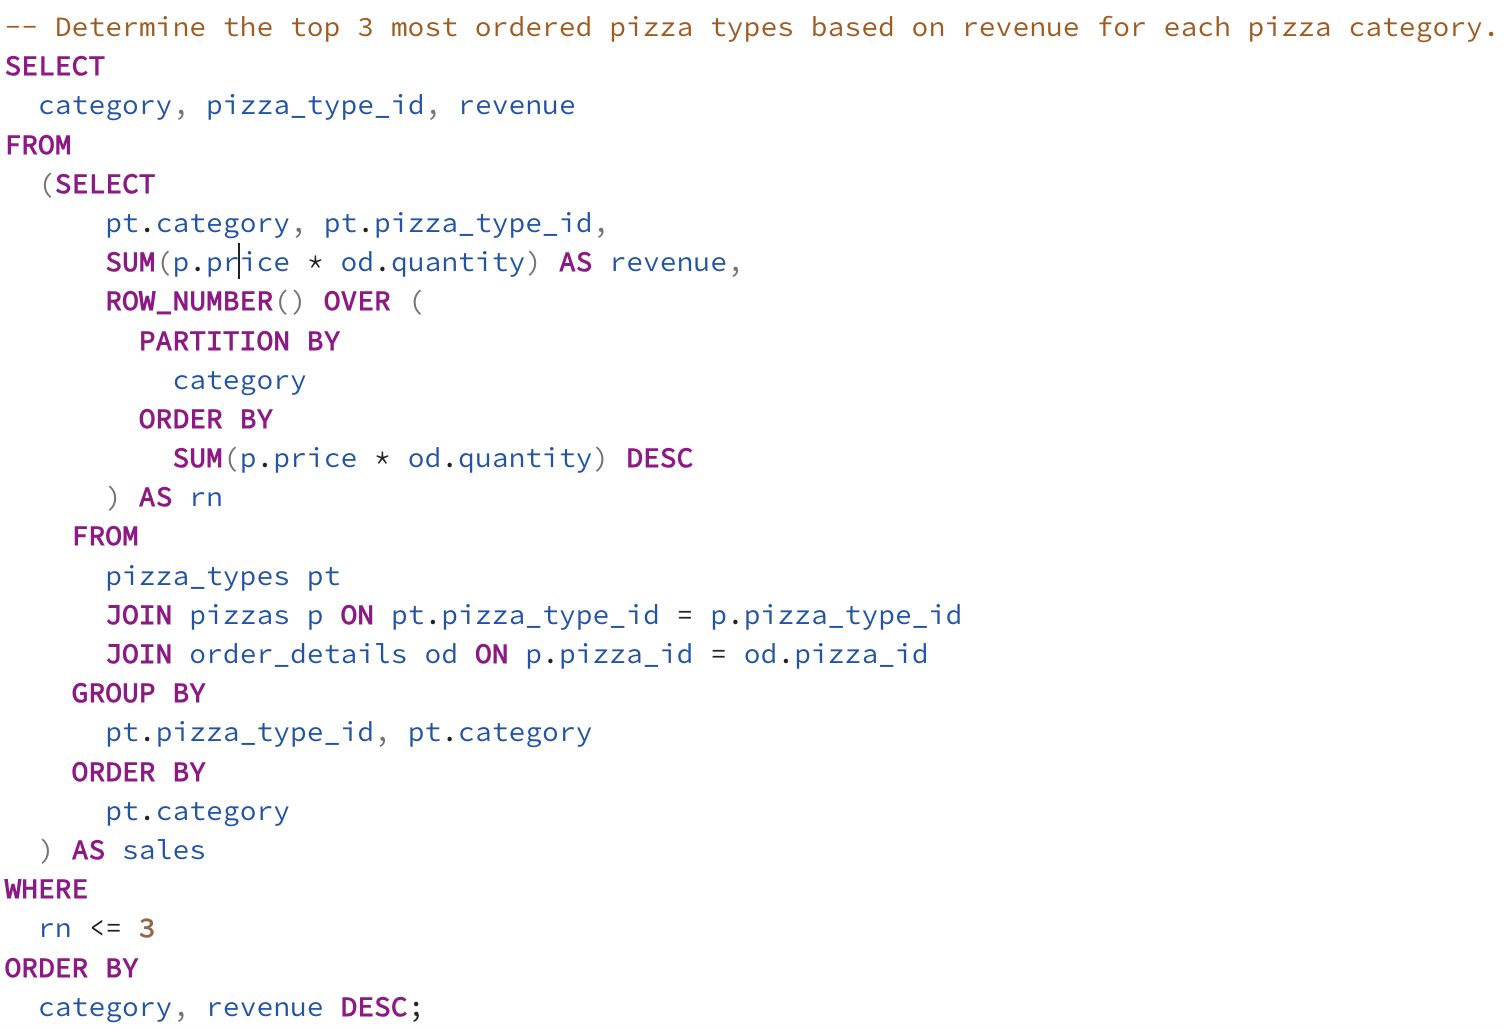 -- Determine the top 3 most ordered pizza types based on revenue for each pizza category.
SELECT
  category, pizza_type_id, revenue
FROM
  (SELECT
      pt.category, pt.pizza_type_id,
      SUM(p.price * od.quantity) AS revenue,
      ROW_NUMBER() OVER (
        PARTITION BY
          category
        ORDER BY
          SUM(p.price * od.quantity) DESC
      ) AS rn
    FROM
      pizza_types pt
      JOIN pizzas p ON pt.pizza_type_id = p.pizza_type_id
      JOIN order_details od ON p.pizza_id = od.pizza_id
    GROUP BY
      pt.pizza_type_id, pt.category
    ORDER BY
      pt.category
  ) AS sales
WHERE
  rn <= 3
ORDER BY
  category, revenue DESC;